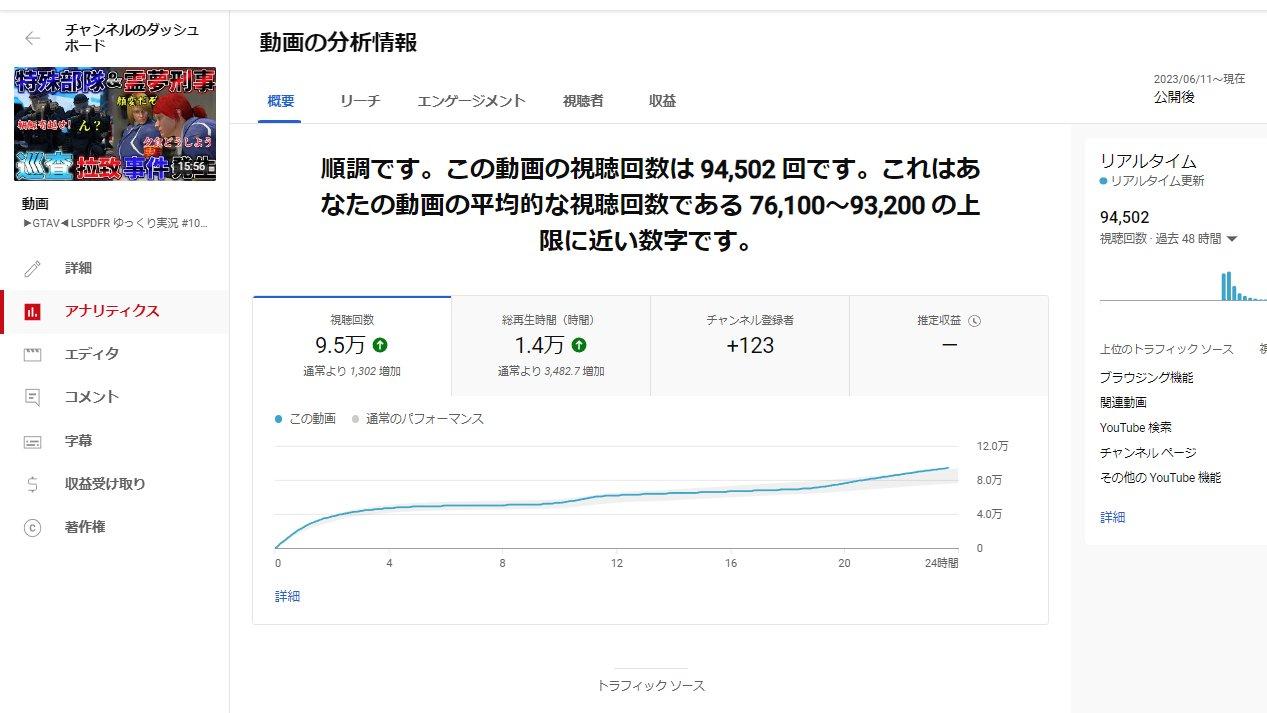 チャンネルのダッシュ
ボード
特殊部隊&霊夢刑事
ん？
夕食どうしよう
巡査 拉致事件発生
15:56
動画
▶GTAV◀LSPDFR ゆっくり実況 #10...
詳細
アナリティクス
エディタ
コメント
字幕
収益受け取り
著作権
動画の分析情報
概要
リーチ
エンゲージメント
視聴者
収益
2023/06/11～現在
公開後
順調です。この動画の視聴回数は 94,502 回です。これはあ
なたの動画の平均的な視聴回数である 76,100～93,200 の上
限に近い数字です。
視聴回数
9.5万
通常より 1,302 増加
総再生時間（時間）
1.4万
通常より 3,482.7 増加
チャンネル登録者
+123
推定収益
—
この動画
通常のパフォーマンス
12.0万
8.0万
4.0万
0
0 4 8 12 16 20 24時間
詳細
トラフィック ソース
リアルタイム
リアルタイム更新
94,502
視聴回数 · 過去 48 時間
上位のトラフィック ソース
ブラウジング機能
関連動画
YouTube 検索
チャンネル ページ
その他の YouTube 機能
詳細